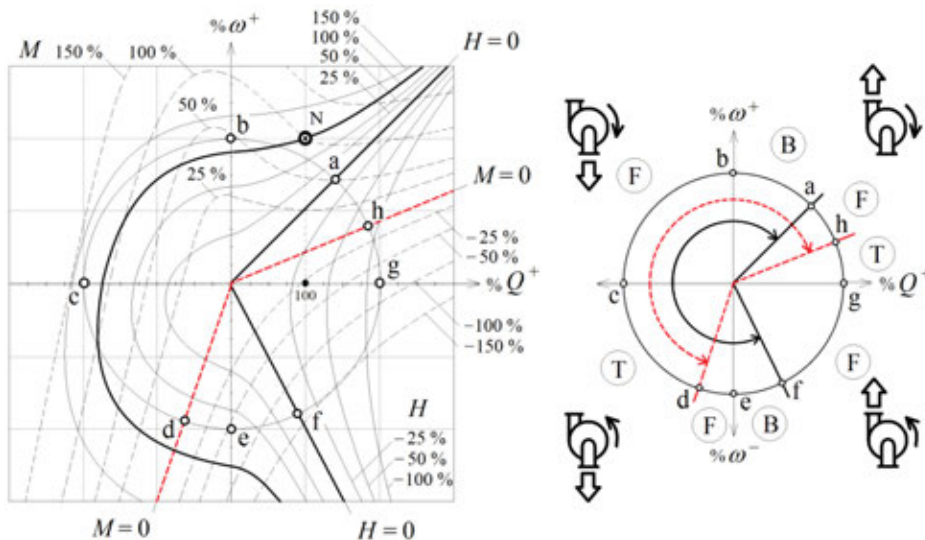 % ω⁺
150 %
100 %
50 %
25 %
H = 0
M
150 %
100 %
50 %
25 %
b
N
a
M = 0
h
−25 %
−50 %
c
100
g
% Q⁺
−100 %
−150 %
d
e
f
H
−25 %
−50 %
−100 %
M = 0
H = 0
% ω⁺
b
B
F
a
F
h
T
c
g
% Q⁺
T
F
d
F
e
B
f
% ω⁻